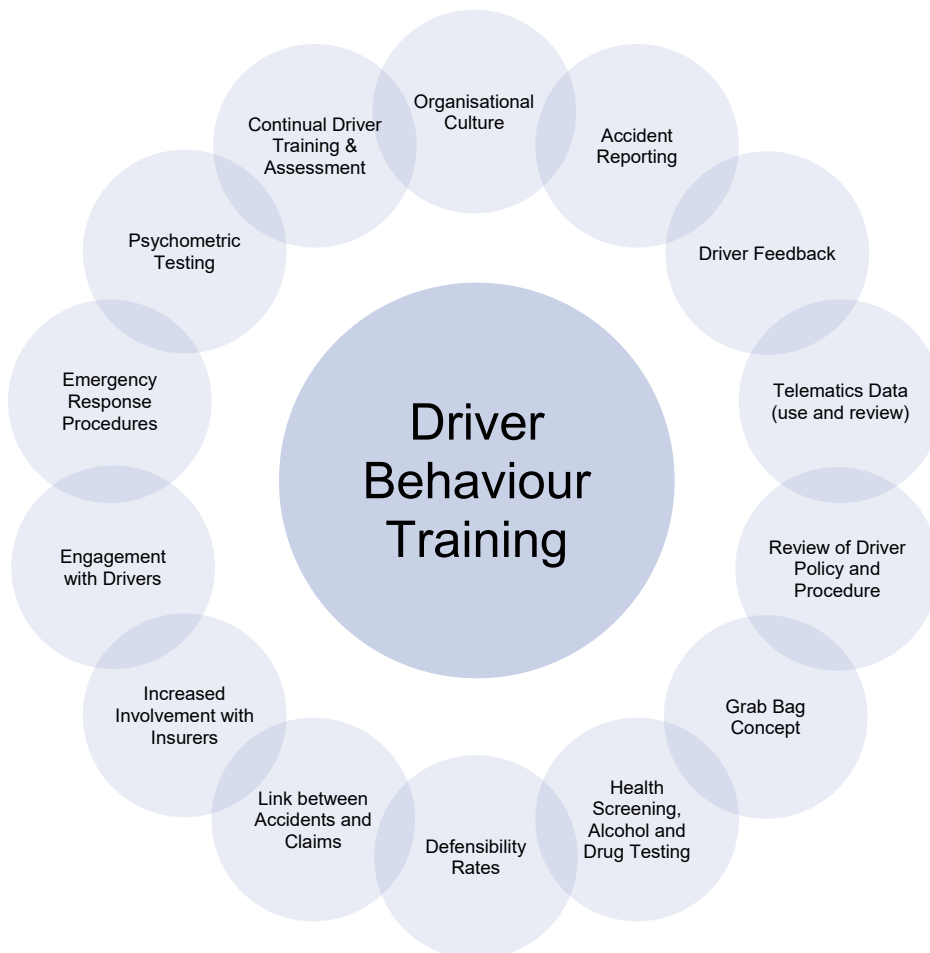 Organisational
Culture
Accident
Reporting
Driver Feedback
Telematics Data
(use and review)
Review of Driver
Policy and
Procedure
Grab Bag
Concept
Health
Screening,
Alcohol and
Drug Testing
Defensibility
Rates
Link between
Accidents and
Claims
Increased
Involvement with
Insurers
Engagement
with Drivers
Emergency
Response
Procedures
Psychometric
Testing
Continual Driver
Training &
Assessment
Driver
Behaviour
Training